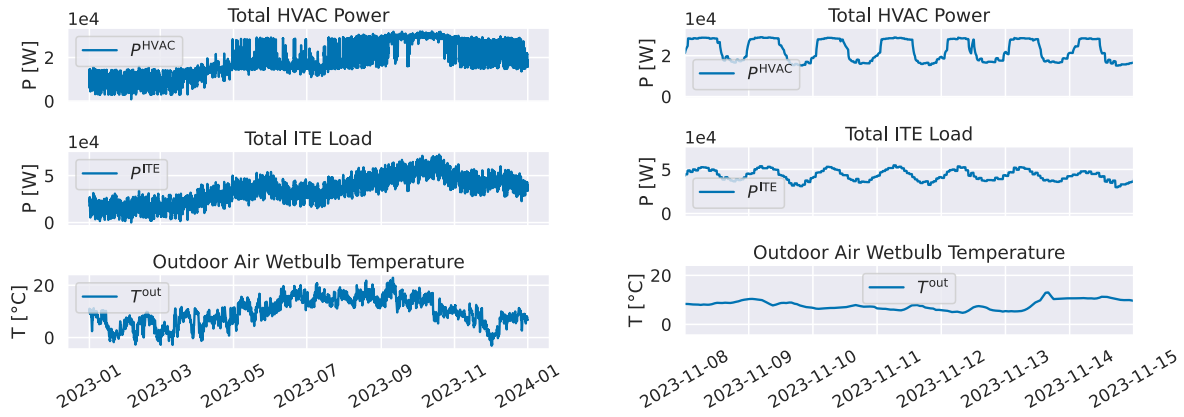 Total HVAC Power
1e4
P [W]
2
0
P^HVAC
Total ITE Load
1e4
P [W]
5
0
P^ITE
Outdoor Air Wetbulb Temperature
T [°C]
20
0
T^out
2023-01
2023-03
2023-05
2023-07
2023-09
2023-11
2024-01
Total HVAC Power
1e4
P [W]
2
0
P^HVAC
Total ITE Load
1e4
P [W]
5
0
P^ITE
Outdoor Air Wetbulb Temperature
T [°C]
20
0
T^out
2023-11-08
2023-11-09
2023-11-10
2023-11-11
2023-11-12
2023-11-13
2023-11-14
2023-11-15